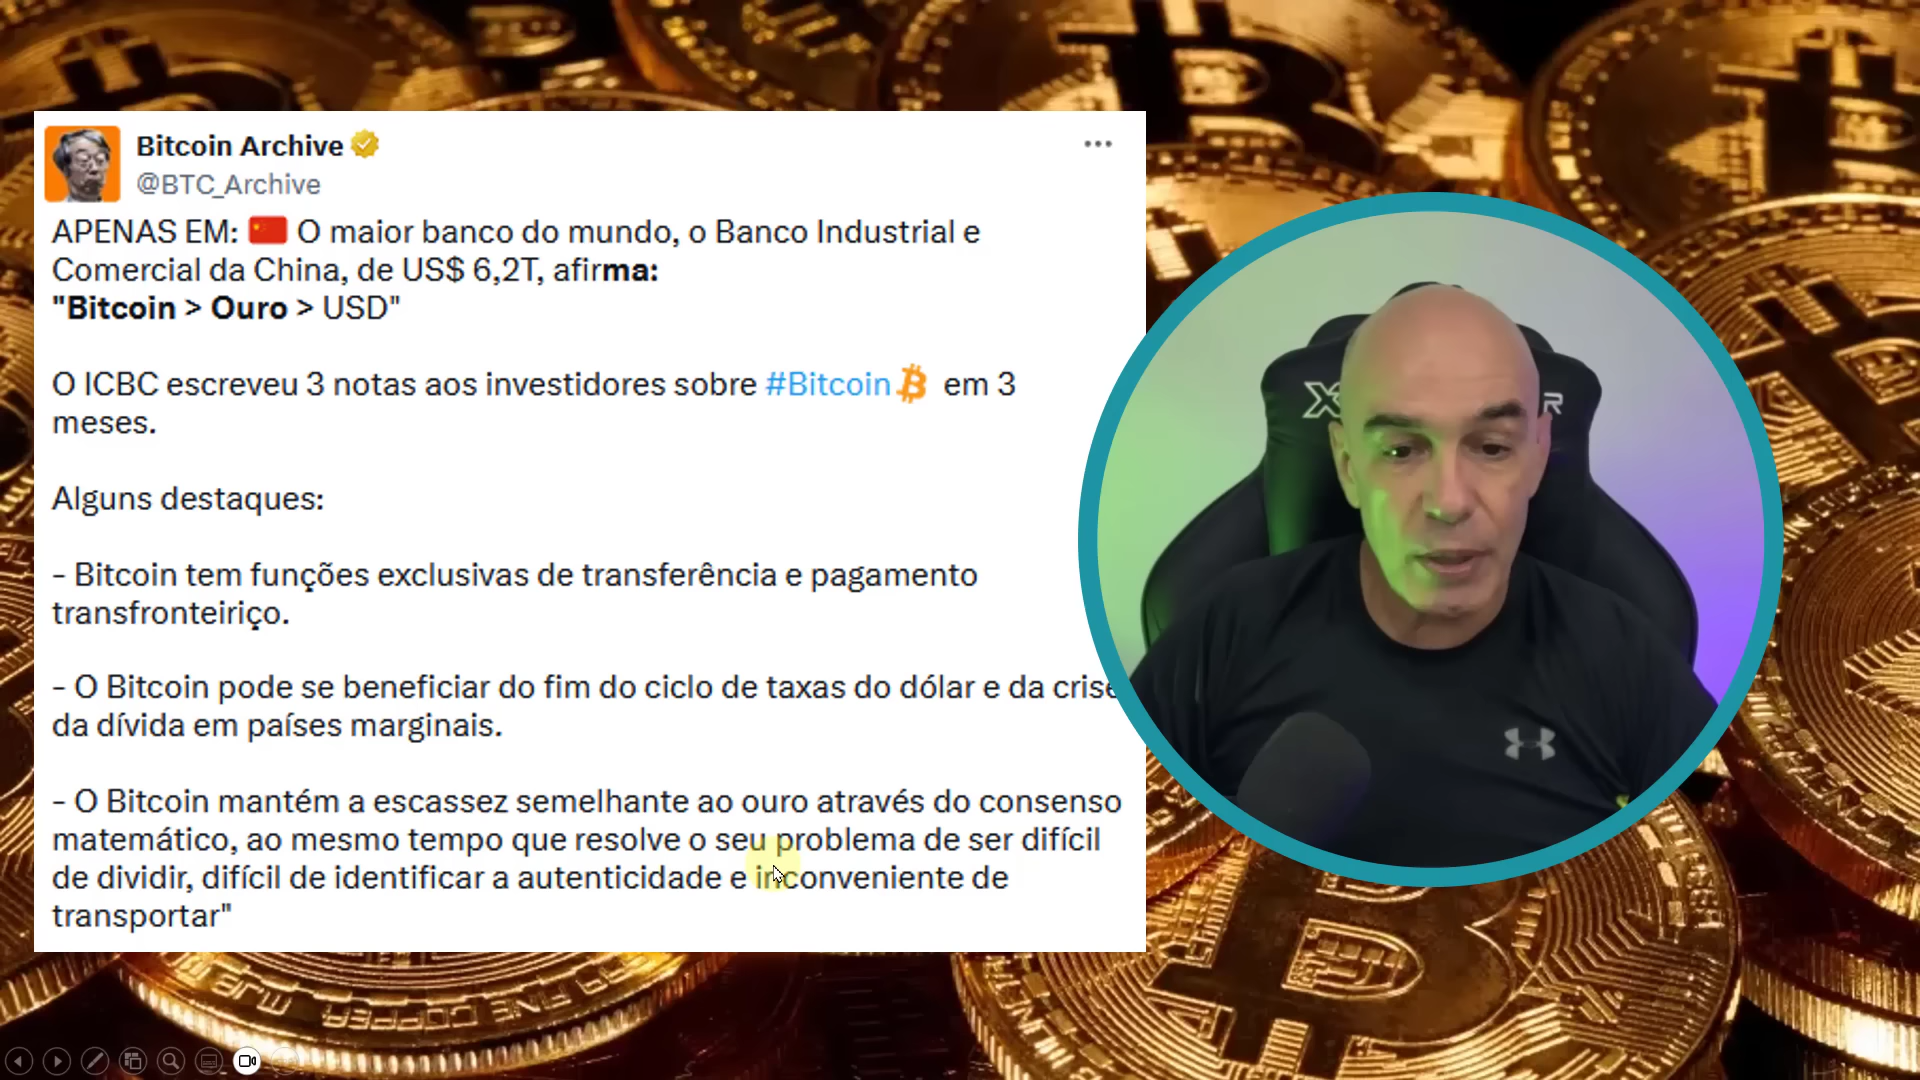 Bitcoin Archive
@BTC_Archive
APENAS EM: 🇨🇳 O maior banco do mundo, o Banco Industrial e
Comercial da China, de US$ 6,2T, afirma:
"Bitcoin > Ouro > USD"
O ICBC escreveu 3 notas aos investidores sobre #Bitcoin em 3
meses.
Alguns destaques:
- Bitcoin tem funções exclusivas de transferência e pagamento
transfronteiriço.
- O Bitcoin pode se beneficiar do fim do ciclo de taxas do dólar e da crise
da dívida em países marginais.
- O Bitcoin mantém a escassez semelhante ao ouro através do consenso
matemático, ao mesmo tempo que resolve o seu problema de ser difícil
de dividir, difícil de identificar a autenticidade e inconveniente de
transportar"